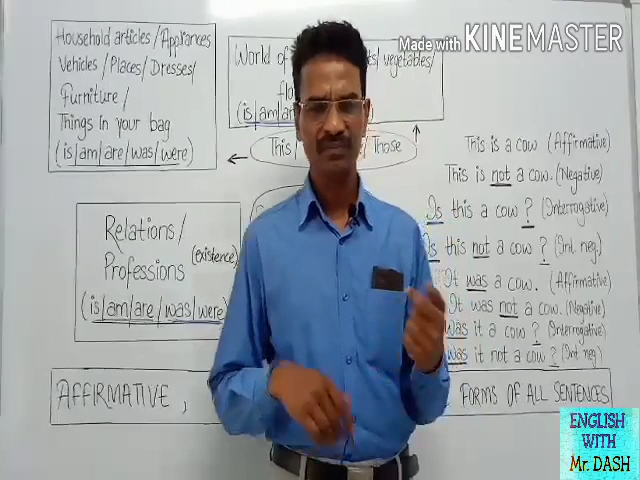 Household articles/Appliances
Vehicles/Places/Dresses/
Furniture/
Things in your bag
(is/am/are/was/were)
World of
vegetables/
(is/am/
This
Those
Relations/
Professions (existence)
(is/am/are/was/were)
This is a cow (Affirmative)
This is not a cow. (Negative)
Is this a cow ? (Interrogative)
Is this not a cow ? (Int. neg.)
It was a cow. (Affirmative)
It was not a cow. (Negative)
Was it a cow ? (Interrogative)
Was it not a cow ? (Int neg.)
AFFIRMATIVE,
FORMS OF ALL SENTENCES
Made with KINEMASTER
ENGLISH
WITH
Mr. DASH